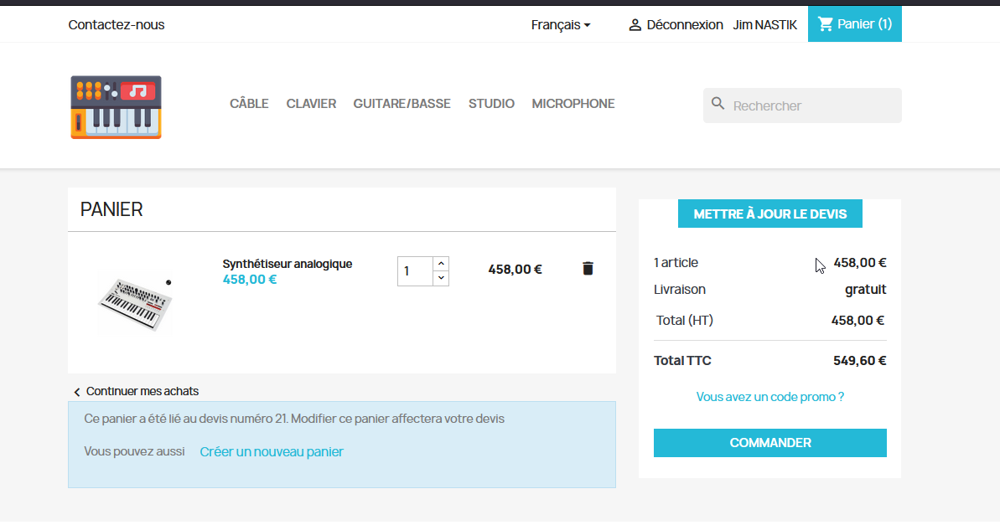 Contactez-nous
Français
Déconnexion
Jim NASTIK
Panier (1)
CÂBLE
CLAVIER
GUITARE/BASSE
STUDIO
MICROPHONE
Rechercher
PANIER
Synthétiseur analogique
458,00 €
1
458,00 €
Continuer mes achats
Ce panier a été lié au devis numéro 21. Modifier ce panier affectera votre devis
Vous pouvez aussi Créer un nouveau panier
METTRE À JOUR LE DEVIS
1 article 458,00 €
Livraison gratuit
Total (HT) 458,00 €
Total TTC 549,60 €
Vous avez un code promo ?
COMMANDER